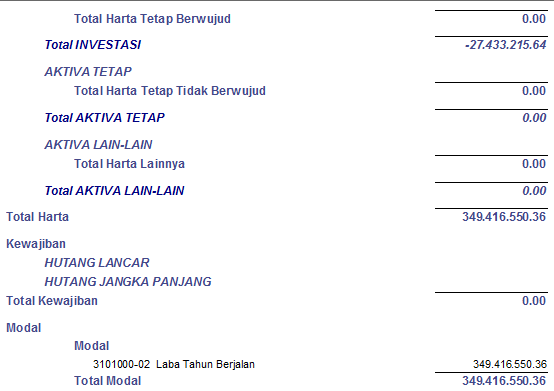 Total Harta Tetap Berwujud 0.00
Total INVESTASI -27.433.215.64
AKTIVA TETAP
Total Harta Tetap Tidak Berwujud 0.00
Total AKTIVA TETAP 0.00
AKTIVA LAIN-LAIN
Total Harta Lainnya 0.00
Total AKTIVA LAIN-LAIN 0.00
Total Harta 349.416.550.36
Kewajiban
HUTANG LANCAR
HUTANG JANGKA PANJANG
Total Kewajiban 0.00
Modal
Modal
3101000-02 Laba Tahun Berjalan 349.416.550.36
Total Modal 349.416.550.36